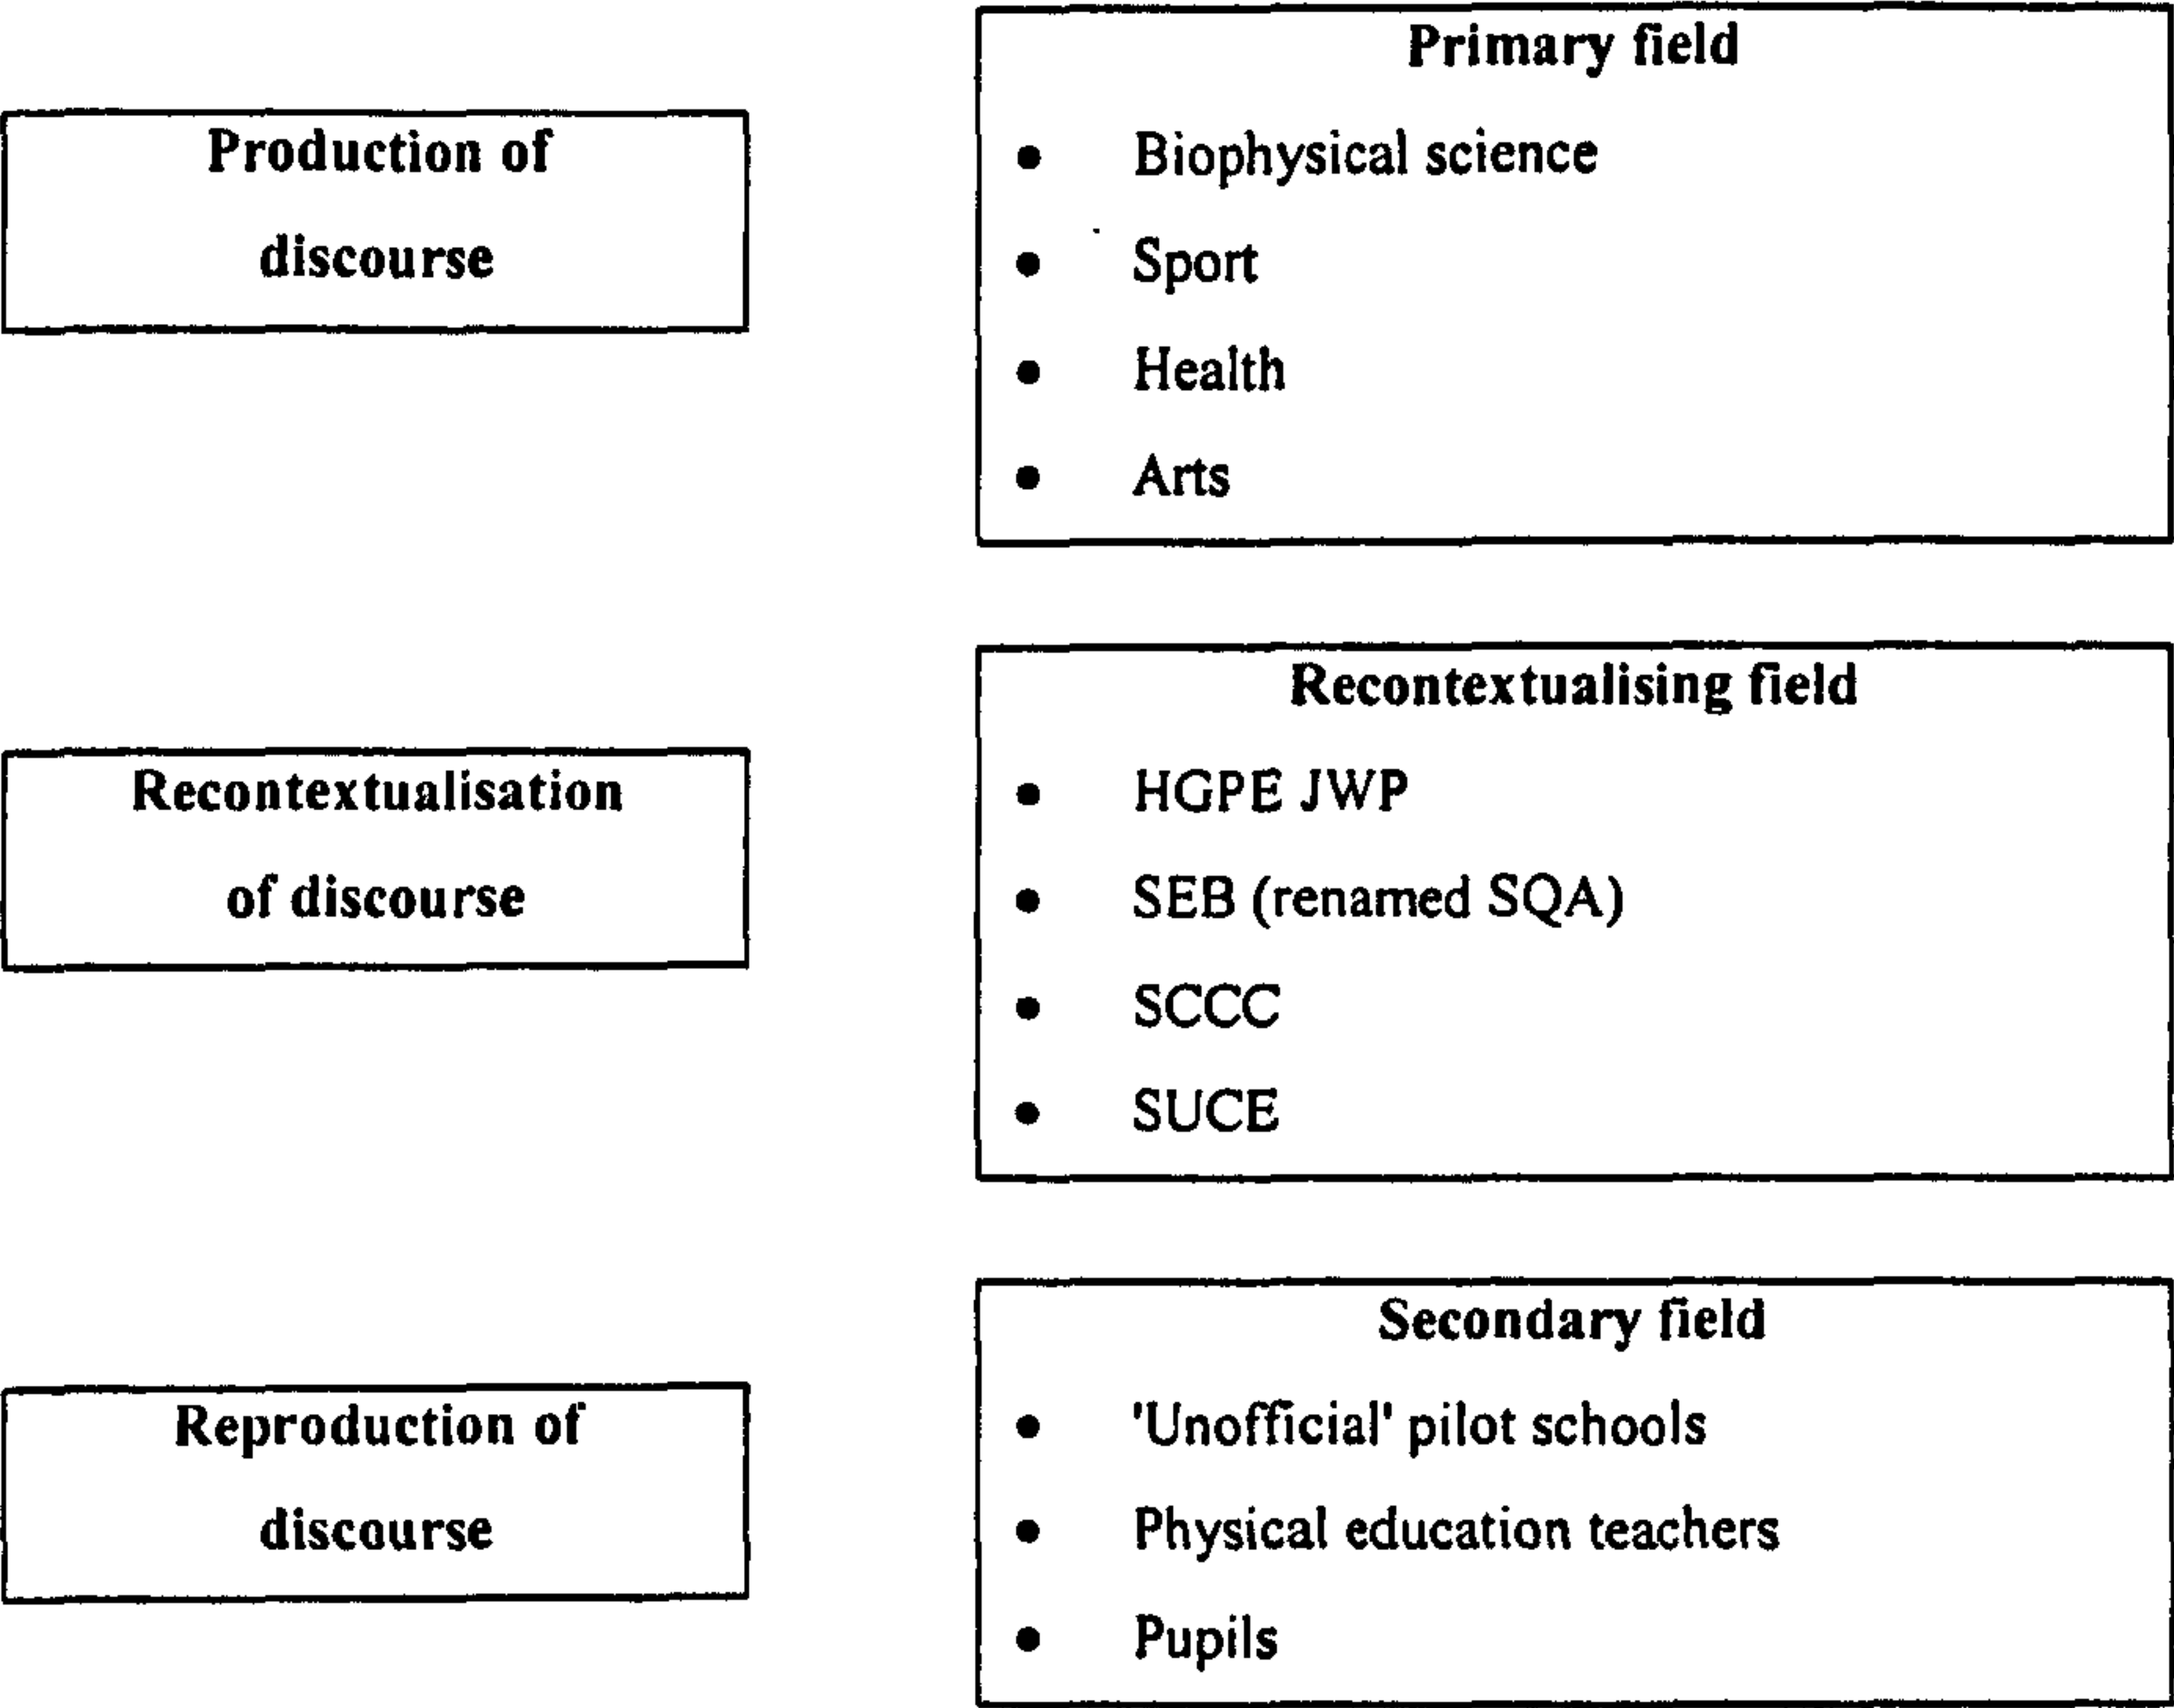 Production of
discourse
Primary field
● Biophysical science
● Sport
● Health
● Arts
Recontextualisation
of discourse
Recontextualising field
● HGPE JWP
● SEB (renamed SQA)
● SCCC
● SUCE
Reproduction of
discourse
Secondary field
● 'Unofficial' pilot schools
● Physical education teachers
● Pupils